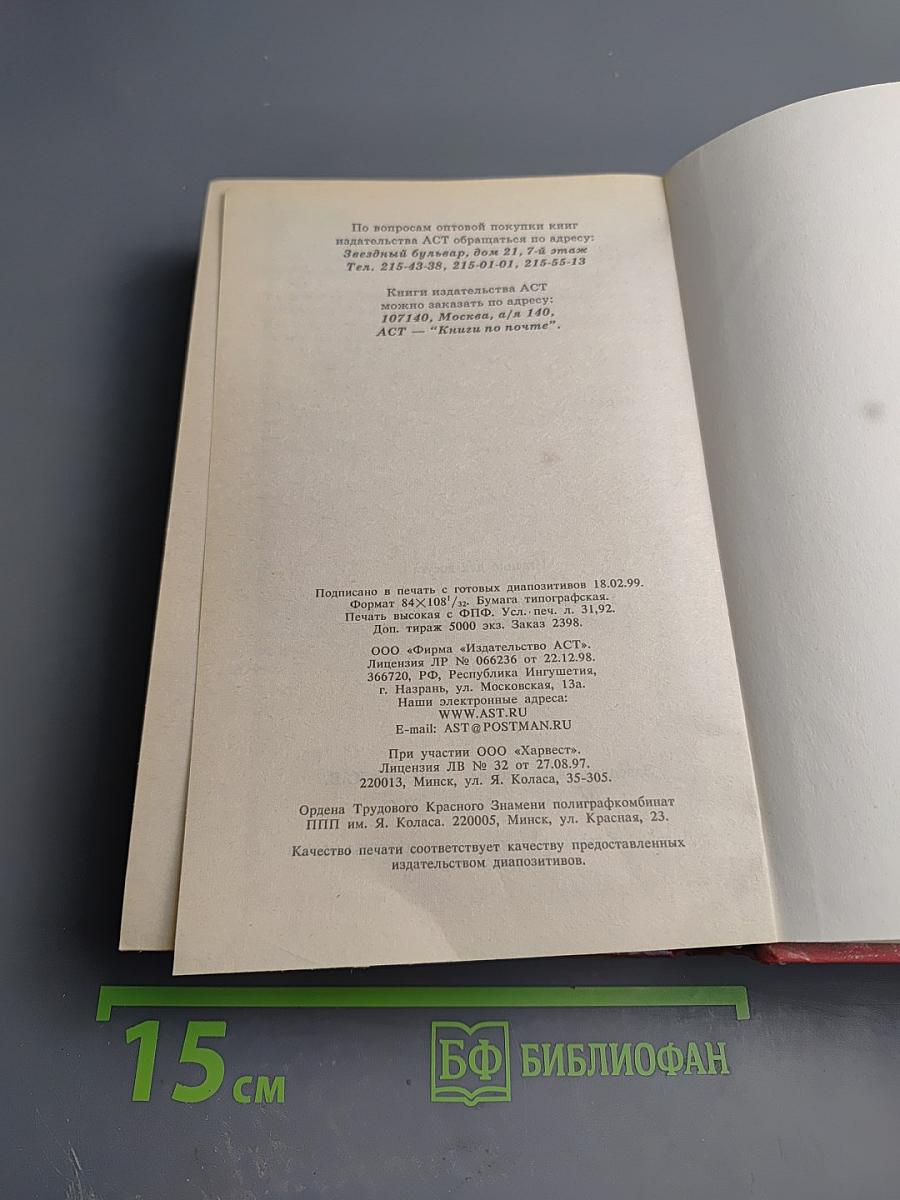 По вопросам оптовой покупки книг
издательства АСТ обращаться по адресу:
Звездный бульвар, дом 21, 7-й этаж
Тел. 215-43-38, 215-01-01, 215-55-13
Книги издательства АСТ
можно заказать по адресу:
107140, Москва, а/я 140,
АСТ — "Книги по почте".
Подписано в печать с готовых диапозитивов 18.02.99.
Формат 84×108¹/₃₂. Бумага типографская.
Печать высокая с ФПФ. Усл. печ. л. 31,92.
Доп. тираж 5000 экз. Заказ 2398.
ООО «Фирма «Издательство АСТ».
Лицензия ЛР № 066236 от 22.12.98.
366720, РФ, Республика Ингушетия,
г. Назрань, ул. Московская, 13а.
Наши электронные адреса:
WWW.AST.RU
E-mail: AST@POSTMAN.RU
При участии ООО «Харвест».
Лицензия ЛВ № 32 от 27.08.97.
220013, Минск, ул. Я. Коласа, 35-305.
Ордена Трудового Красного Знамени полиграфкомбинат
ППП им. Я. Коласа. 220005, Минск, ул. Красная, 23.
Качество печати соответствует качеству предоставленных
издательством диапозитивов.
15 см
БФ БИБЛИОФАН